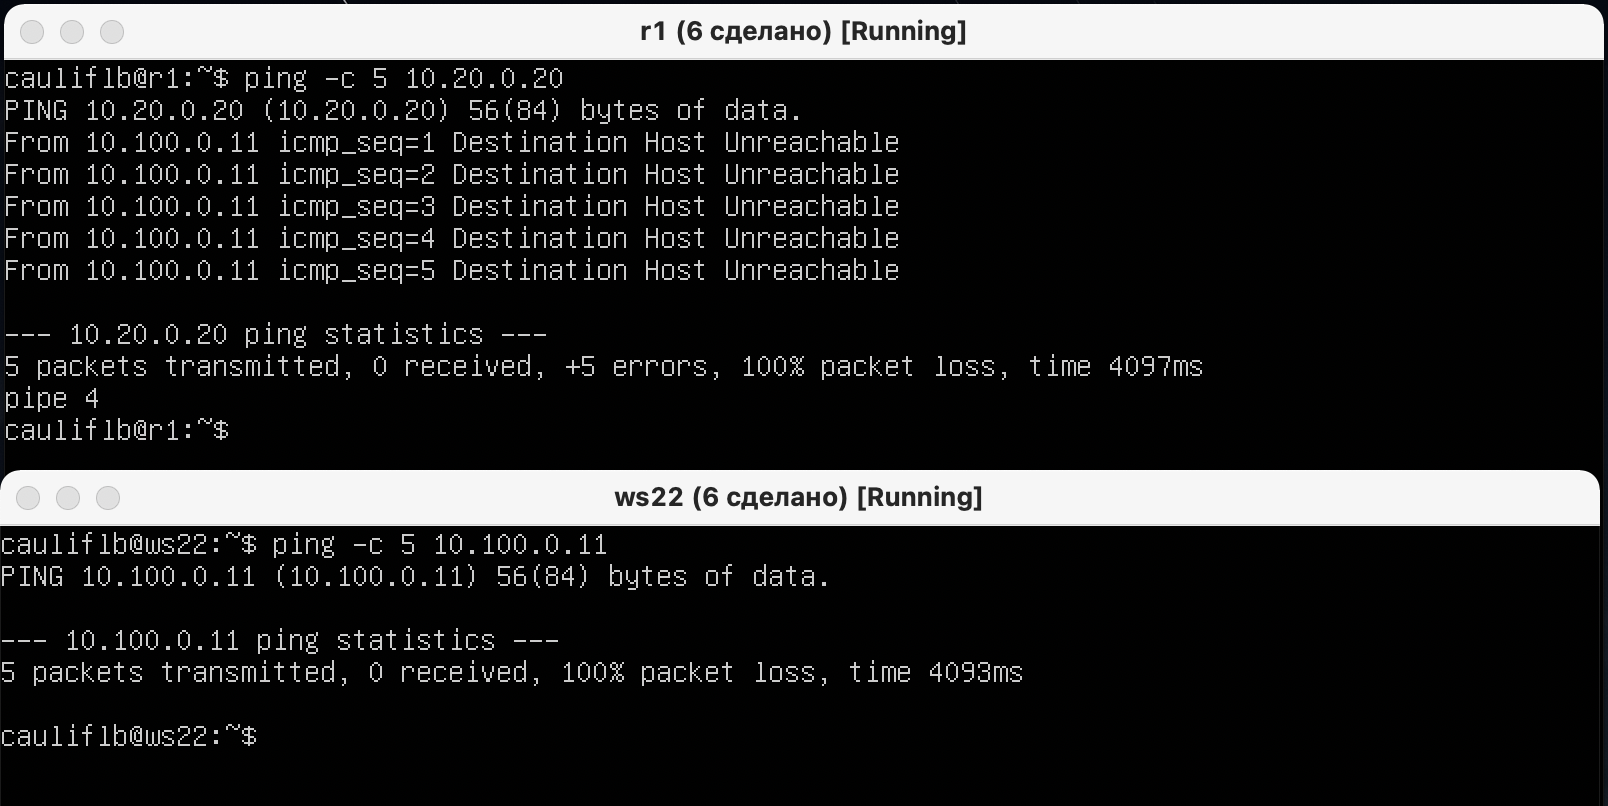 r1 (6 сделано) [Running]
cauliflb@r1:~$ ping -c 5 10.20.0.20
PING 10.20.0.20 (10.20.0.20) 56(84) bytes of data.
From 10.100.0.11 icmp_seq=1 Destination Host Unreachable
From 10.100.0.11 icmp_seq=2 Destination Host Unreachable
From 10.100.0.11 icmp_seq=3 Destination Host Unreachable
From 10.100.0.11 icmp_seq=4 Destination Host Unreachable
From 10.100.0.11 icmp_seq=5 Destination Host Unreachable
--- 10.20.0.20 ping statistics ---
5 packets transmitted, 0 received, +5 errors, 100% packet loss, time 4097ms
pipe 4
cauliflb@r1:~$
ws22 (6 сделано) [Running]
cauliflb@ws22:~$ ping -c 5 10.100.0.11
PING 10.100.0.11 (10.100.0.11) 56(84) bytes of data.
--- 10.100.0.11 ping statistics ---
5 packets transmitted, 0 received, 100% packet loss, time 4093ms
cauliflb@ws22:~$